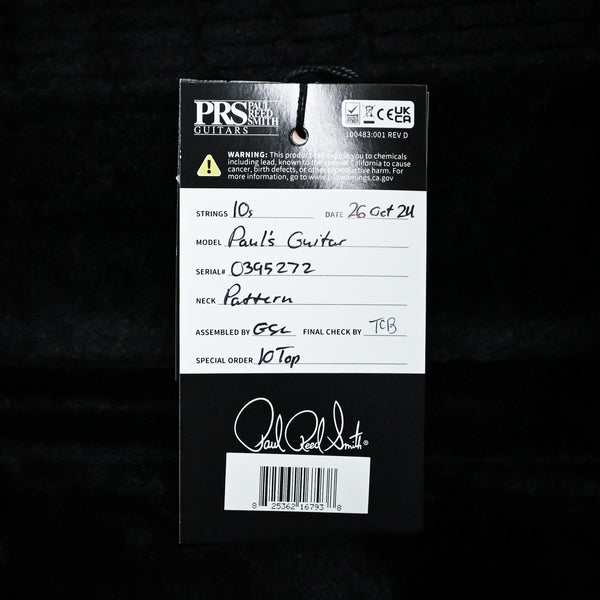 PRS PAUL REED SMITH
GUITARS
CE UK CA
100483:001 REV D
WARNING: This product can expose you to chemicals
including lead, known to the state of California to cause
cancer, birth defects, or other reproductive harm. For
more information, go to www.p65warnings.ca.gov
STRINGS 10s DATE 26 Oct 24
MODEL Paul's Guitar
SERIAL# 0395272
NECK Pattern
ASSEMBLED BY GSL FINAL CHECK BY TCB
SPECIAL ORDER 10 Top
Paul Reed Smith®
8 25362 16793 8